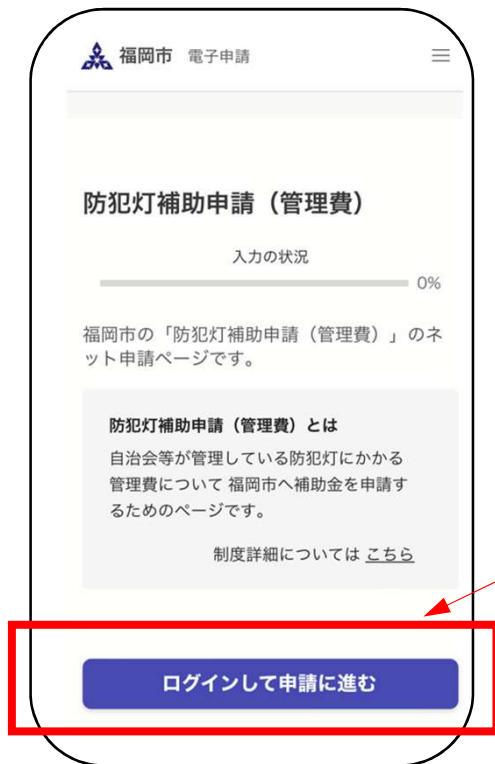 福岡市 電子申請
防犯灯補助申請（管理費）
入力の状況
0%
福岡市の「防犯灯補助申請（管理費）」のネ
ット申請ページです。
防犯灯補助申請（管理費）とは
自治会等が管理している防犯灯にかかる
管理費について 福岡市へ補助金を申請す
るためのページです。
制度詳細については こちら
ログインして申請に進む